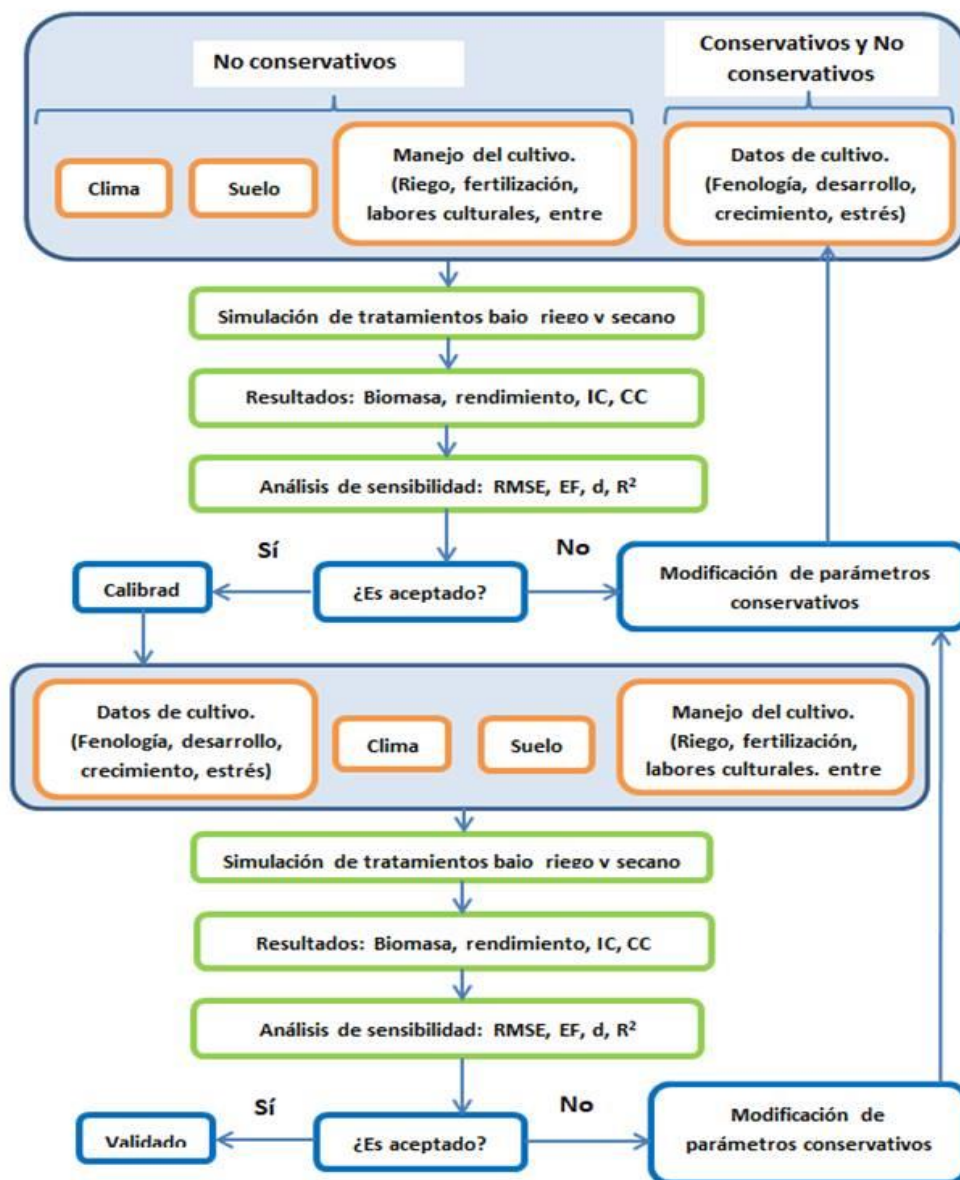 No conservativos
Conservativos y No
conservativos
Clima
Suelo
Manejo del cultivo.
(Riego, fertilización,
labores culturales, entre
Datos de cultivo.
(Fenología, desarrollo,
crecimiento, estrés)
Simulación de tratamientos bajo riego y secano
Resultados: Biomasa, rendimiento, IC, CC
Análisis de sensibilidad: RMSE, EF, d, R²
Sí
No
Calibrad
¿Es aceptado?
Modificación de parámetros
conservativos
Datos de cultivo.
(Fenología, desarrollo,
crecimiento, estrés)
Clima
Suelo
Manejo del cultivo.
(Riego, fertilización,
labores culturales. entre
Simulación de tratamientos bajo riego y secano
Resultados: Biomasa, rendimiento, IC, CC
Análisis de sensibilidad: RMSE, EF, d, R²
Sí
No
Validado
¿Es aceptado?
Modificación de
parámetros conservativos